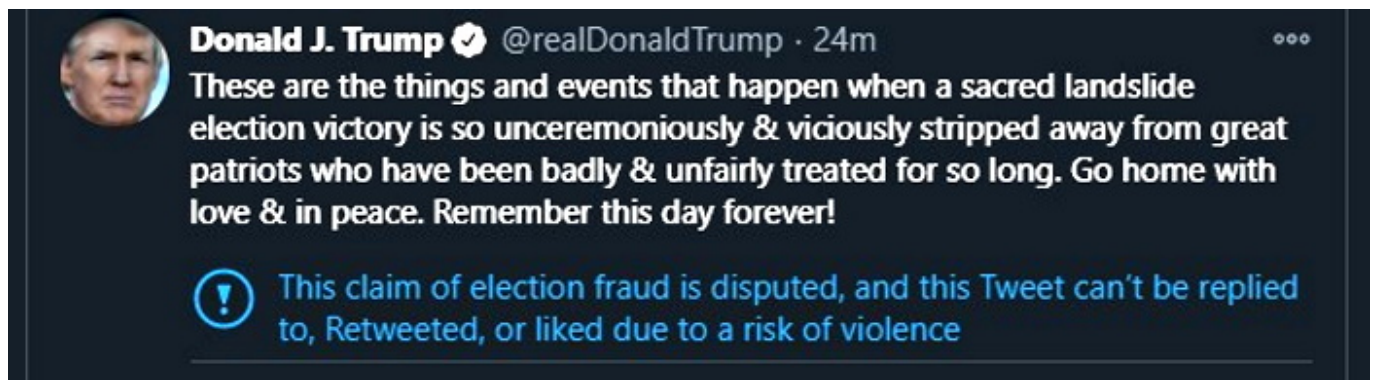 Donald J. Trump @realDonaldTrump · 24m
These are the things and events that happen when a sacred landslide
election victory is so unceremoniously & viciously stripped away from great
patriots who have been badly & unfairly treated for so long. Go home with
love & in peace. Remember this day forever!
This claim of election fraud is disputed, and this Tweet can't be replied
to, Retweeted, or liked due to a risk of violence